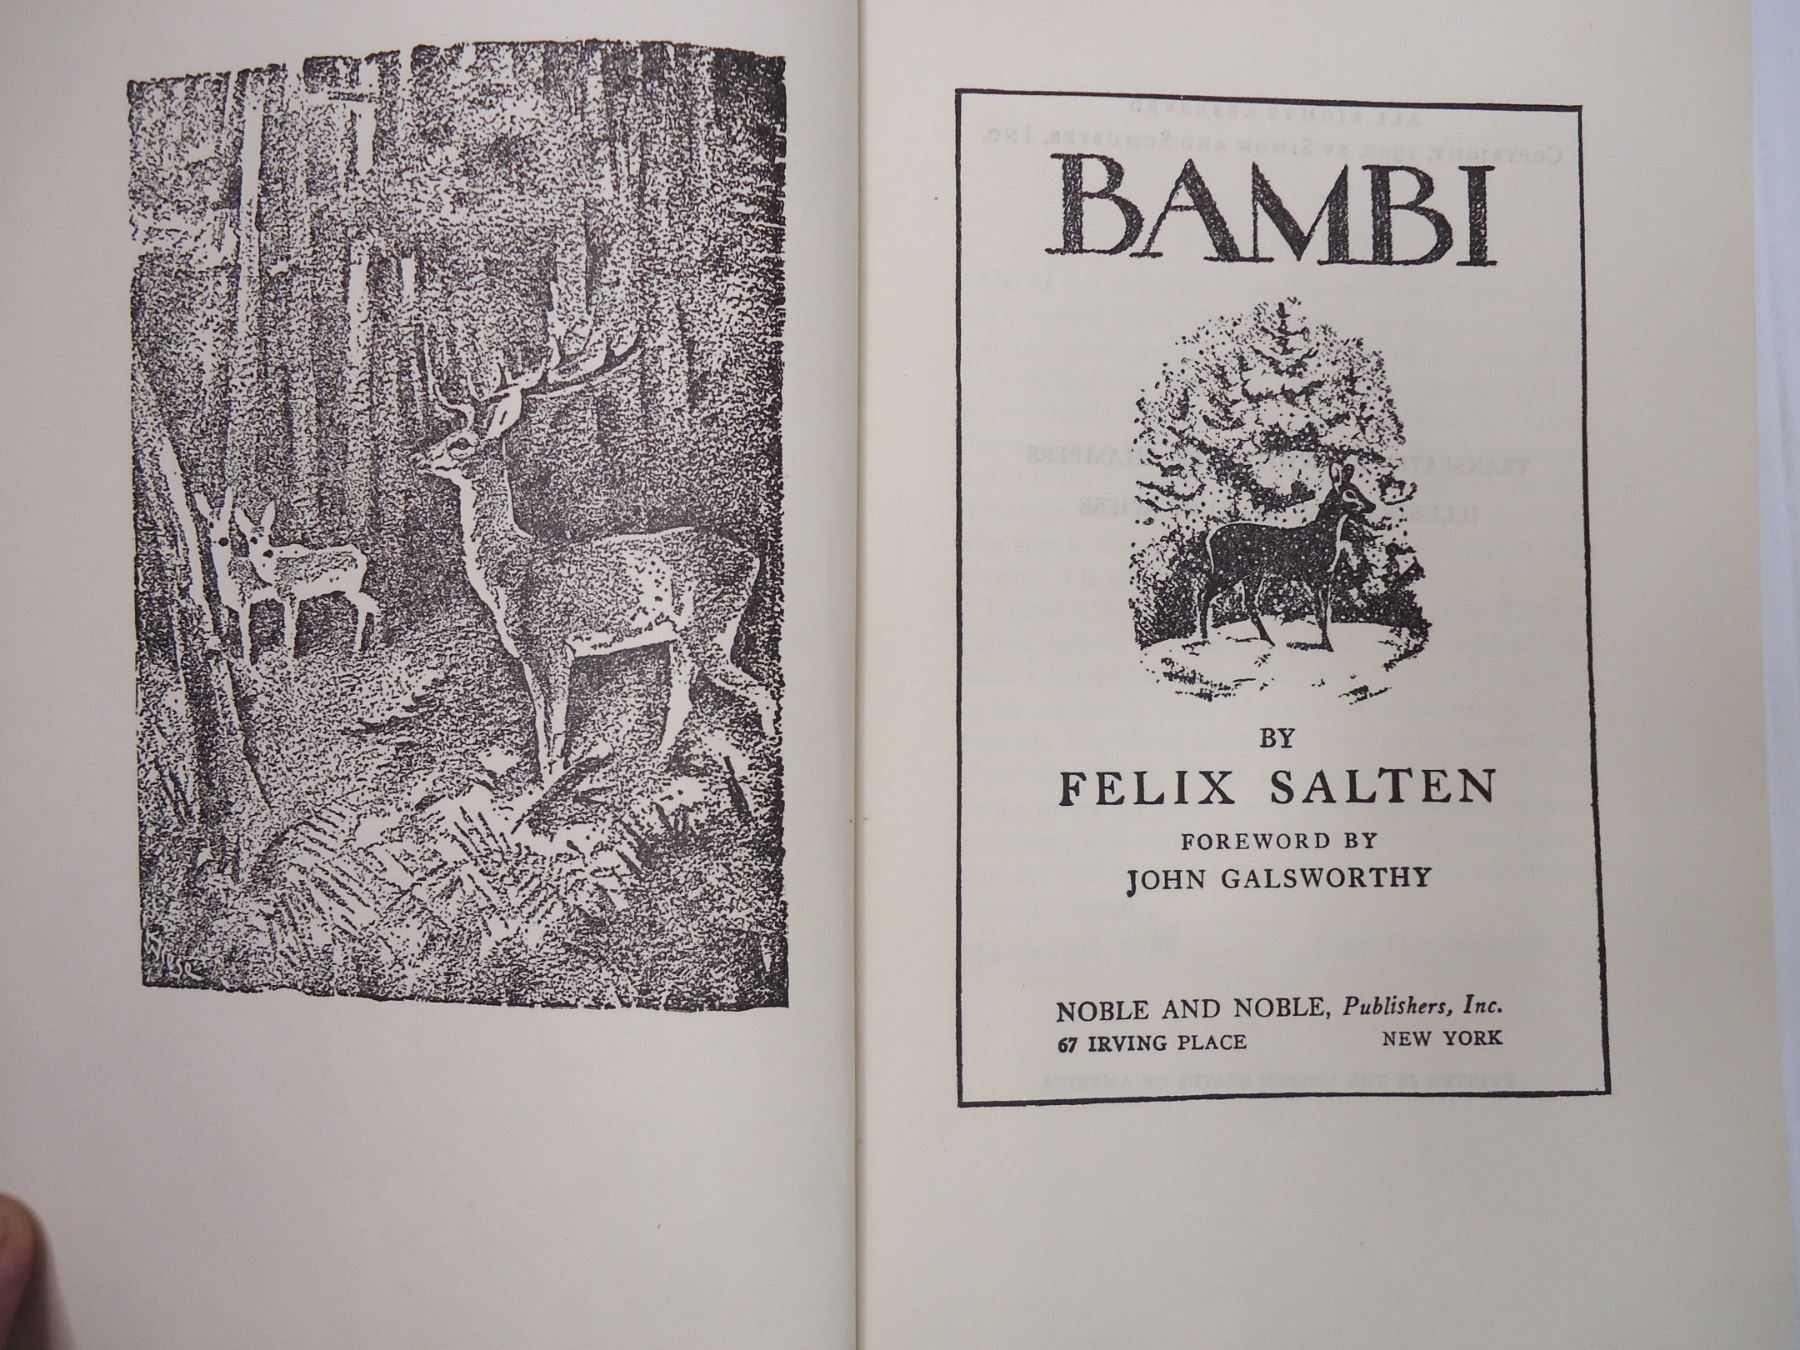 BAMBI
BY
FELIX SALTEN
FOREWORD BY
JOHN GALSWORTHY
NOBLE AND NOBLE, Publishers, Inc.
67 IRVING PLACE NEW YORK